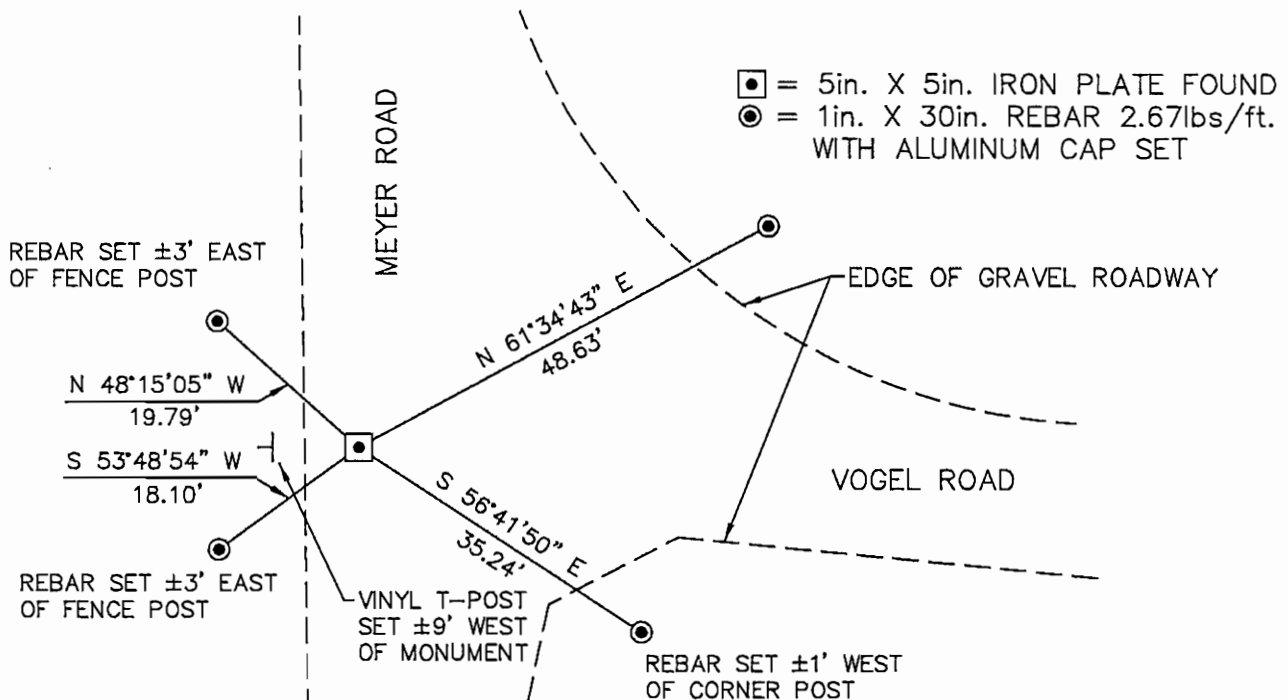 = 5in. X 5in. IRON PLATE FOUND
= 1in. X 30in. REBAR 2.67lbs/ft.
WITH ALUMINUM CAP SET
MEYER ROAD
REBAR SET ±3' EAST
OF FENCE POST
EDGE OF GRAVEL ROADWAY
N 61°34'43" E
48.63'
N 48°15'05" W
19.79'
S 53°48'54" W
18.10'
S 56°41'50" E
35.24'
VOGEL ROAD
REBAR SET ±3' EAST
OF FENCE POST
VINYL T-POST
SET ±9' WEST
OF MONUMENT
REBAR SET ±1' WEST
OF CORNER POST